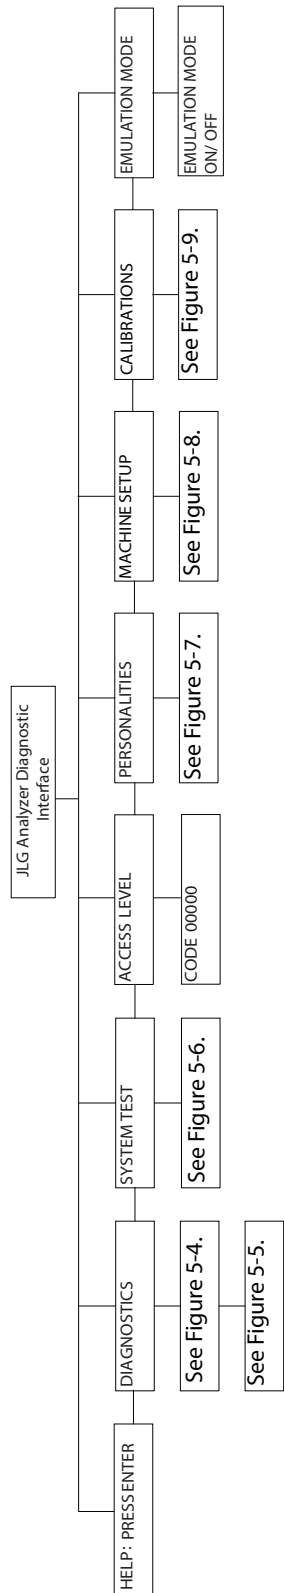 JLG Analyzer Diagnostic
Interface
HELP: PRESS ENTER
DIAGNOSTICS
SYSTEM TEST
ACCESS LEVEL
PERSONALITIES
MACHINE SETUP
CALIBRATIONS
EMULATION MODE
See Figure 5-4.
See Figure 5-6.
CODE 00000
See Figure 5-7.
See Figure 5-8.
See Figure 5-9.
EMULATION MODE
ON/ OFF
See Figure 5-5.